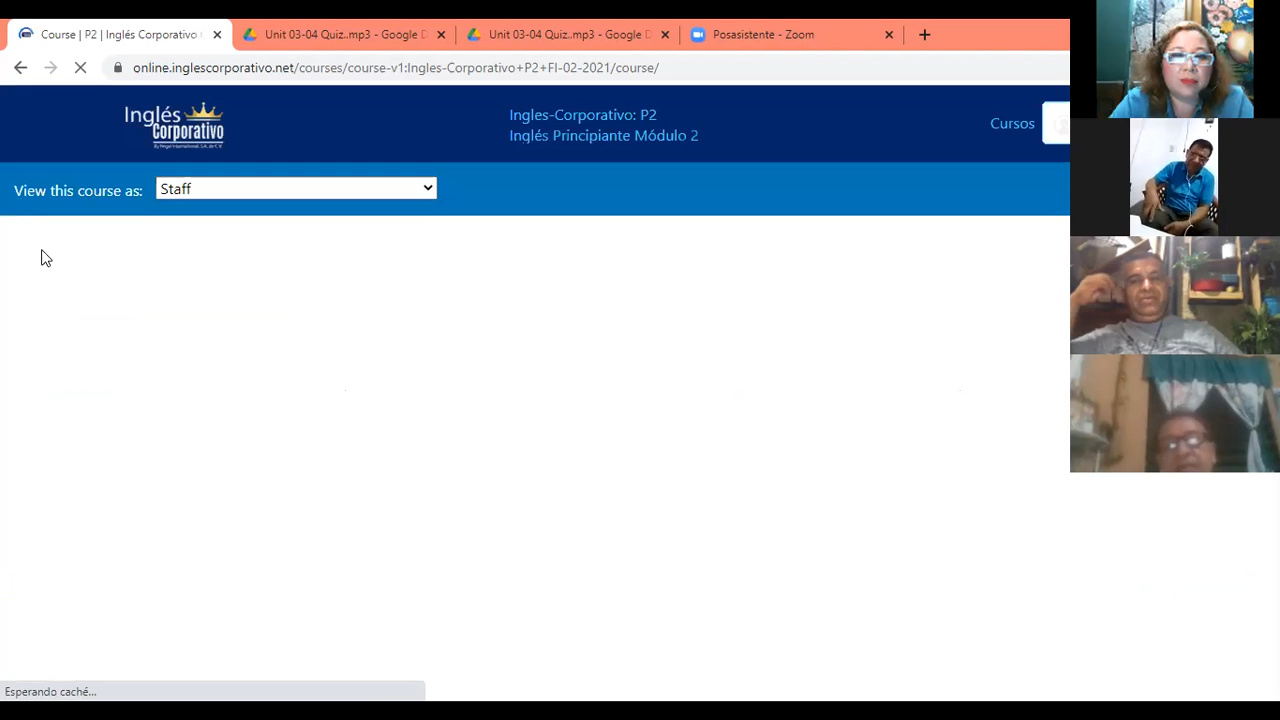 Course | P2 | Inglés Corporativo
Unit 03-04 Quiz..mp3 - Google D
Unit 03-04 Quiz..mp3 - Google D
Posasistente - Zoom
online.inglescorporativo.net/courses/course-v1:Ingles-Corporativo+P2+FI-02-2021/course/
Inglés
Corporativo
Ingles-Corporativo: P2
Inglés Principiante Módulo 2
Cursos
View this course as:
Staff
Esperando caché...